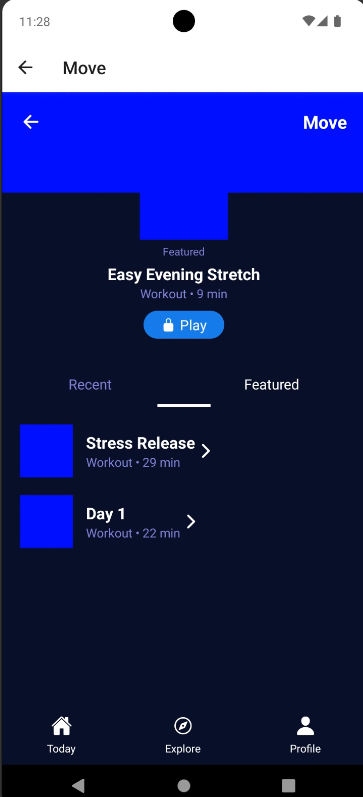 11:28
Move
Move
Featured
Easy Evening Stretch
Workout • 9 min
Play
Recent
Featured
Stress Release
Workout • 29 min
Day 1
Workout • 22 min
Today
Explore
Profile